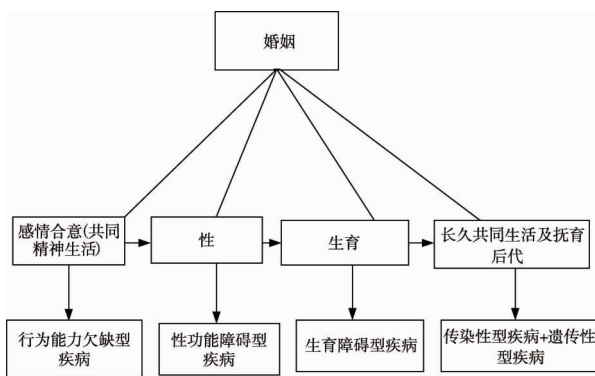 婚姻
感情合意(共同
精神生活)
性
生育
长久共同生活及抚育
后代
行为能力欠缺型
疾病
性功能障碍型
疾病
生育障碍型疾病
传染性型疾病+遗传性
型疾病